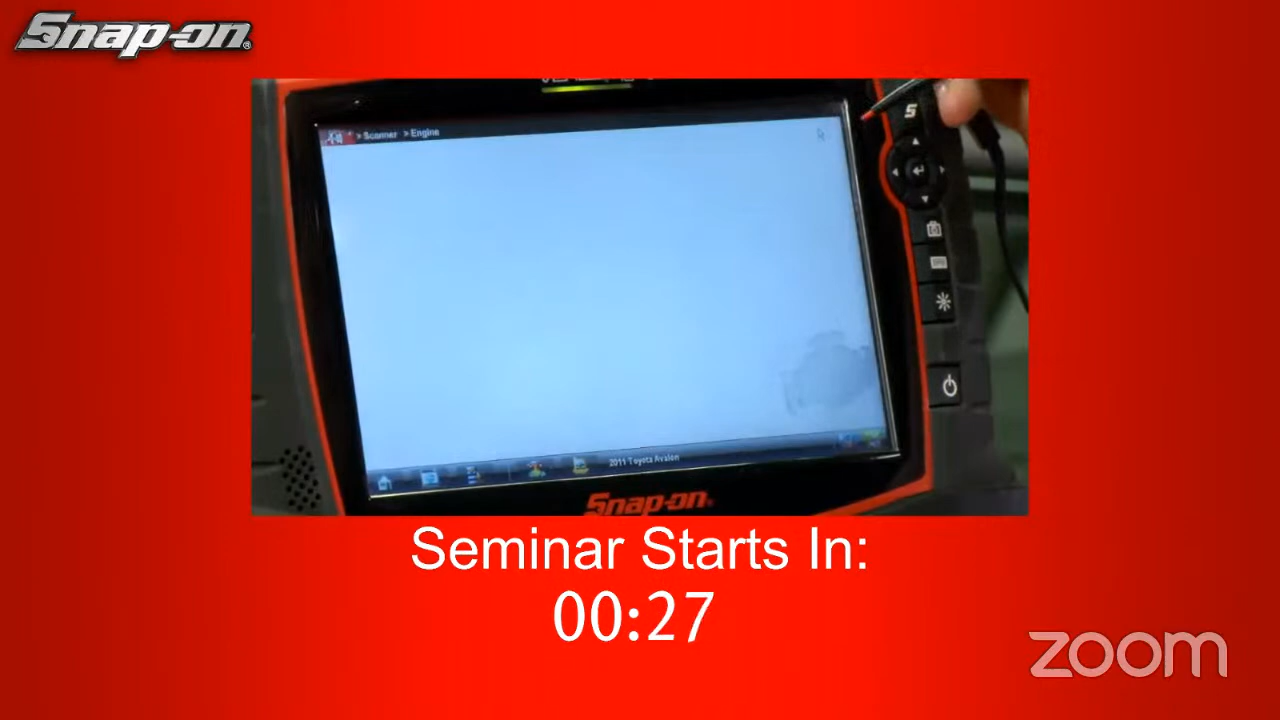 Snap-on®
> Scanner > Engine
S
2011 Toyota Avalon
Snap-on
Seminar Starts In:
00:27
zoom